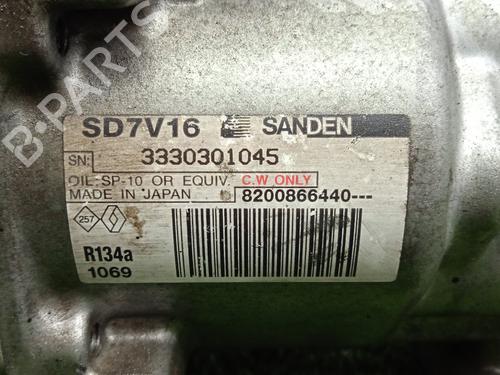 SD7V16 SANDEN
SN: 3330301045
OIL: SP-10 OR EQUIV. C.W ONLY
MADE IN JAPAN 8200866440---
257
R134a
1069
B-PARTS